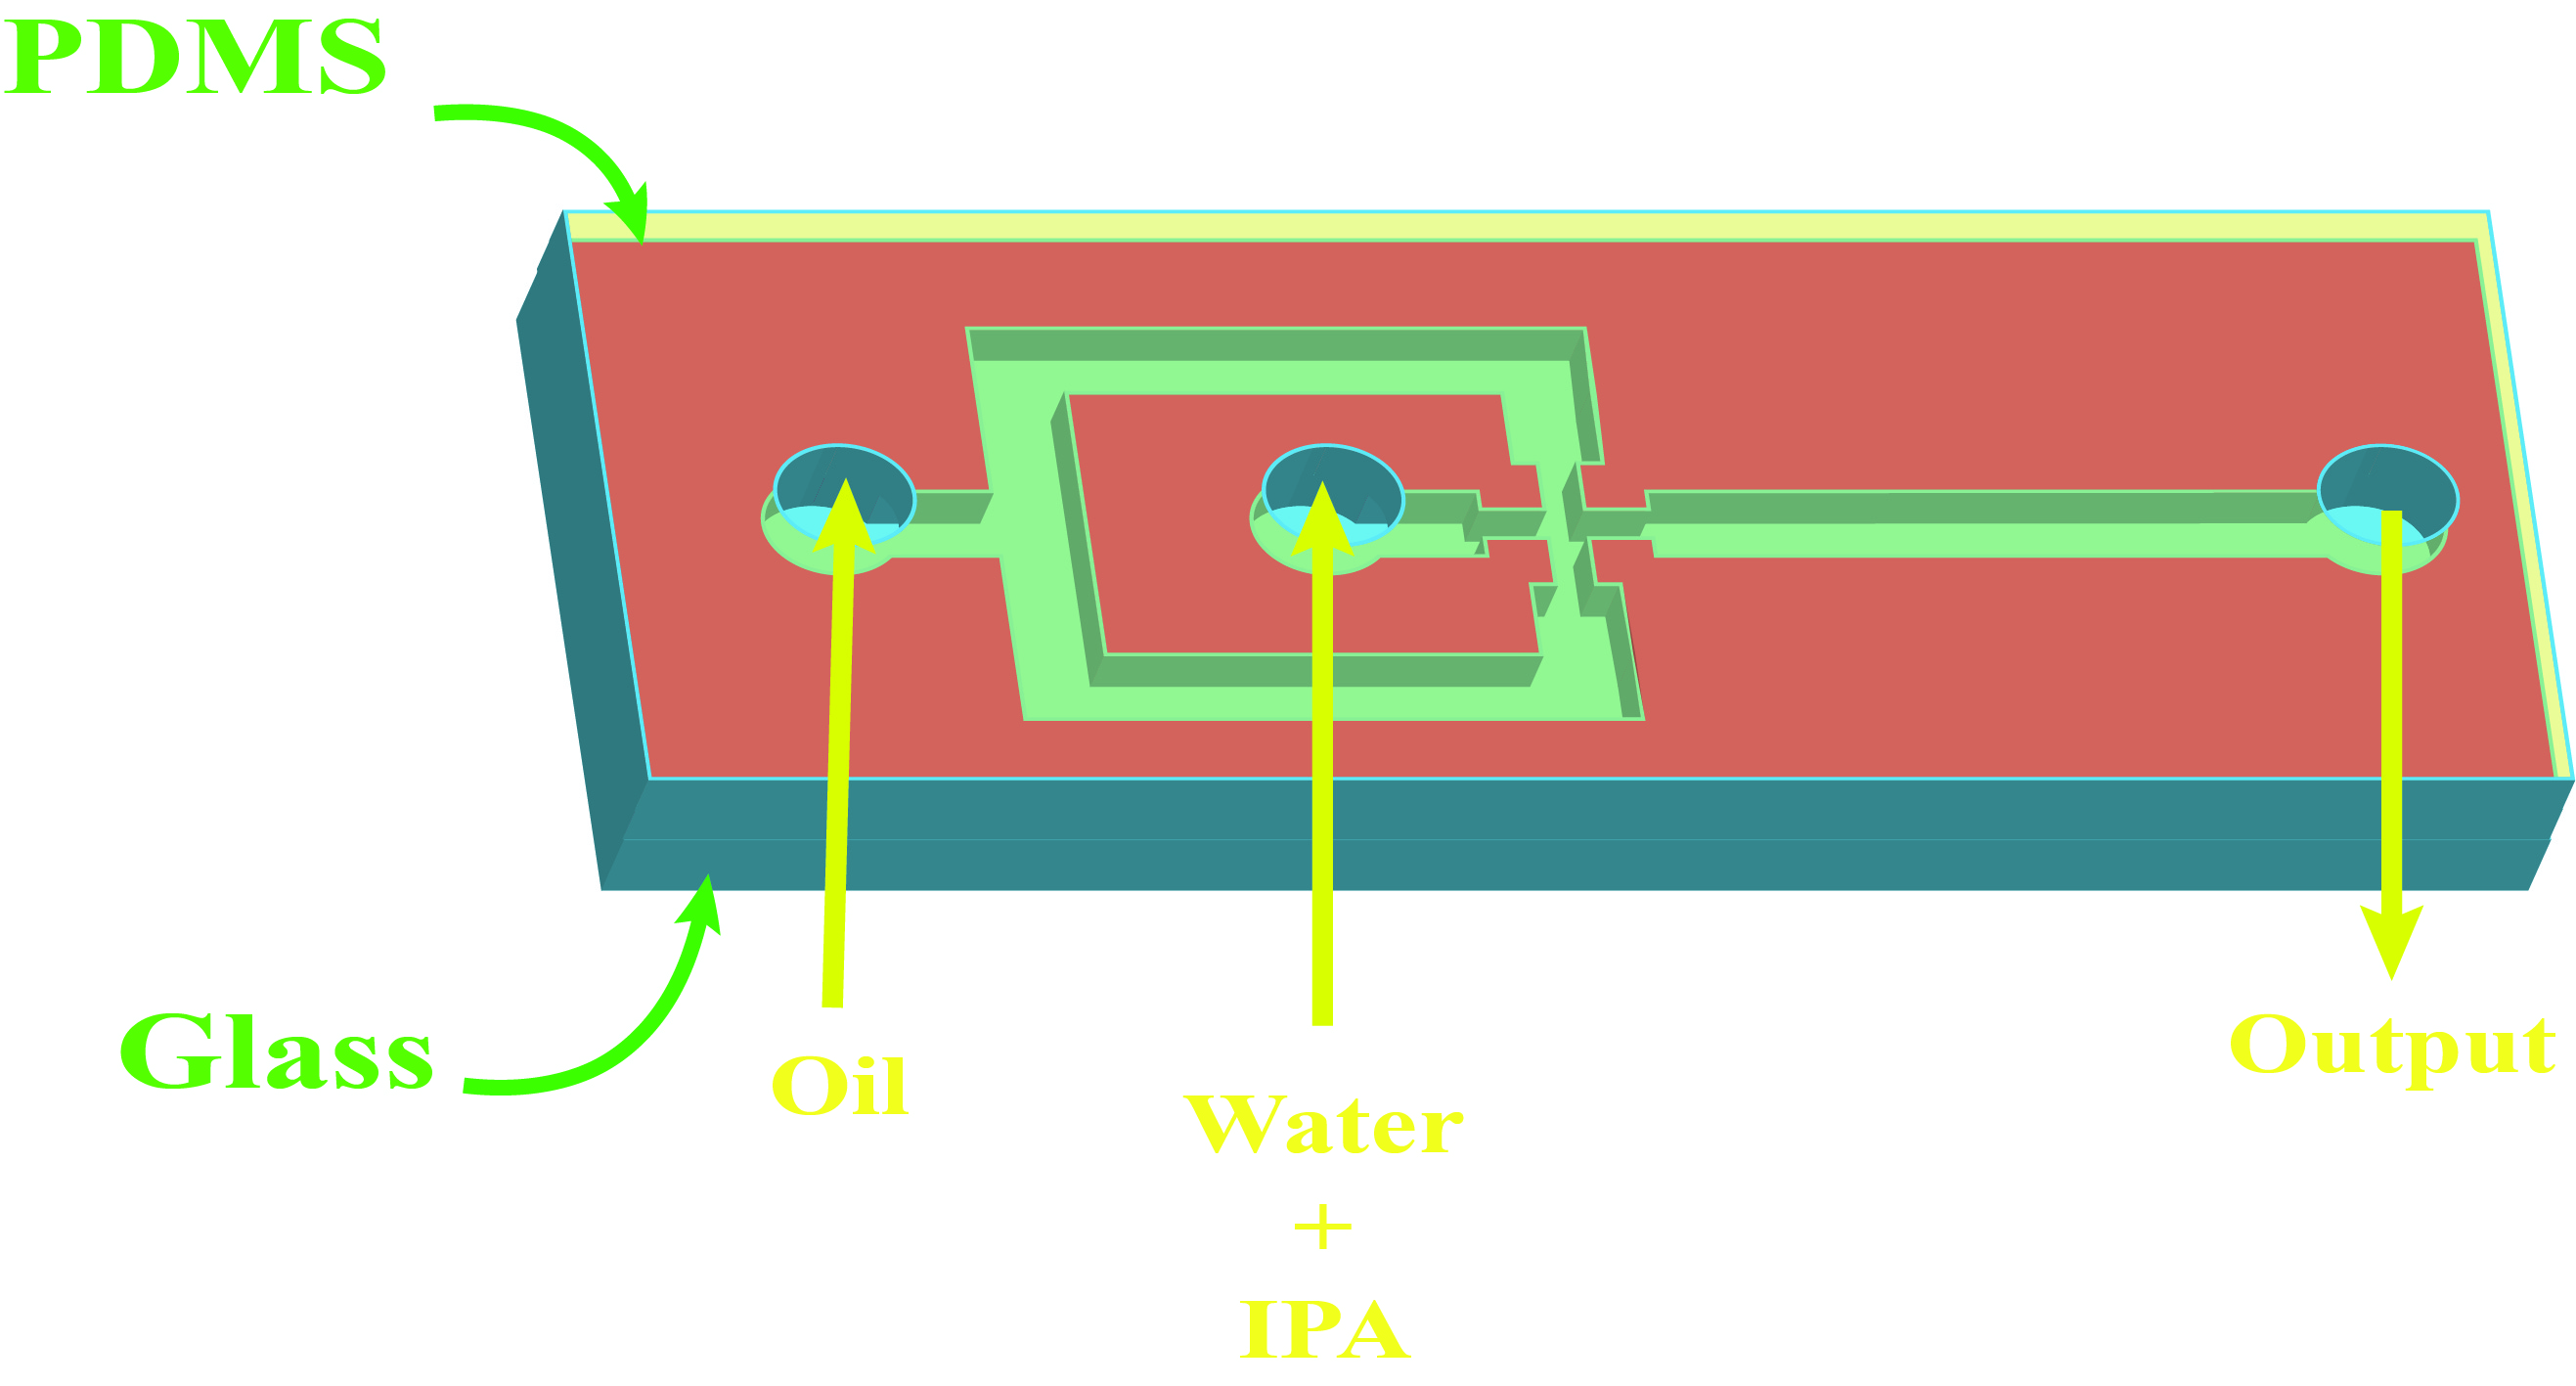 PDMS
Glass
Oil
Water
+
IPA
Output